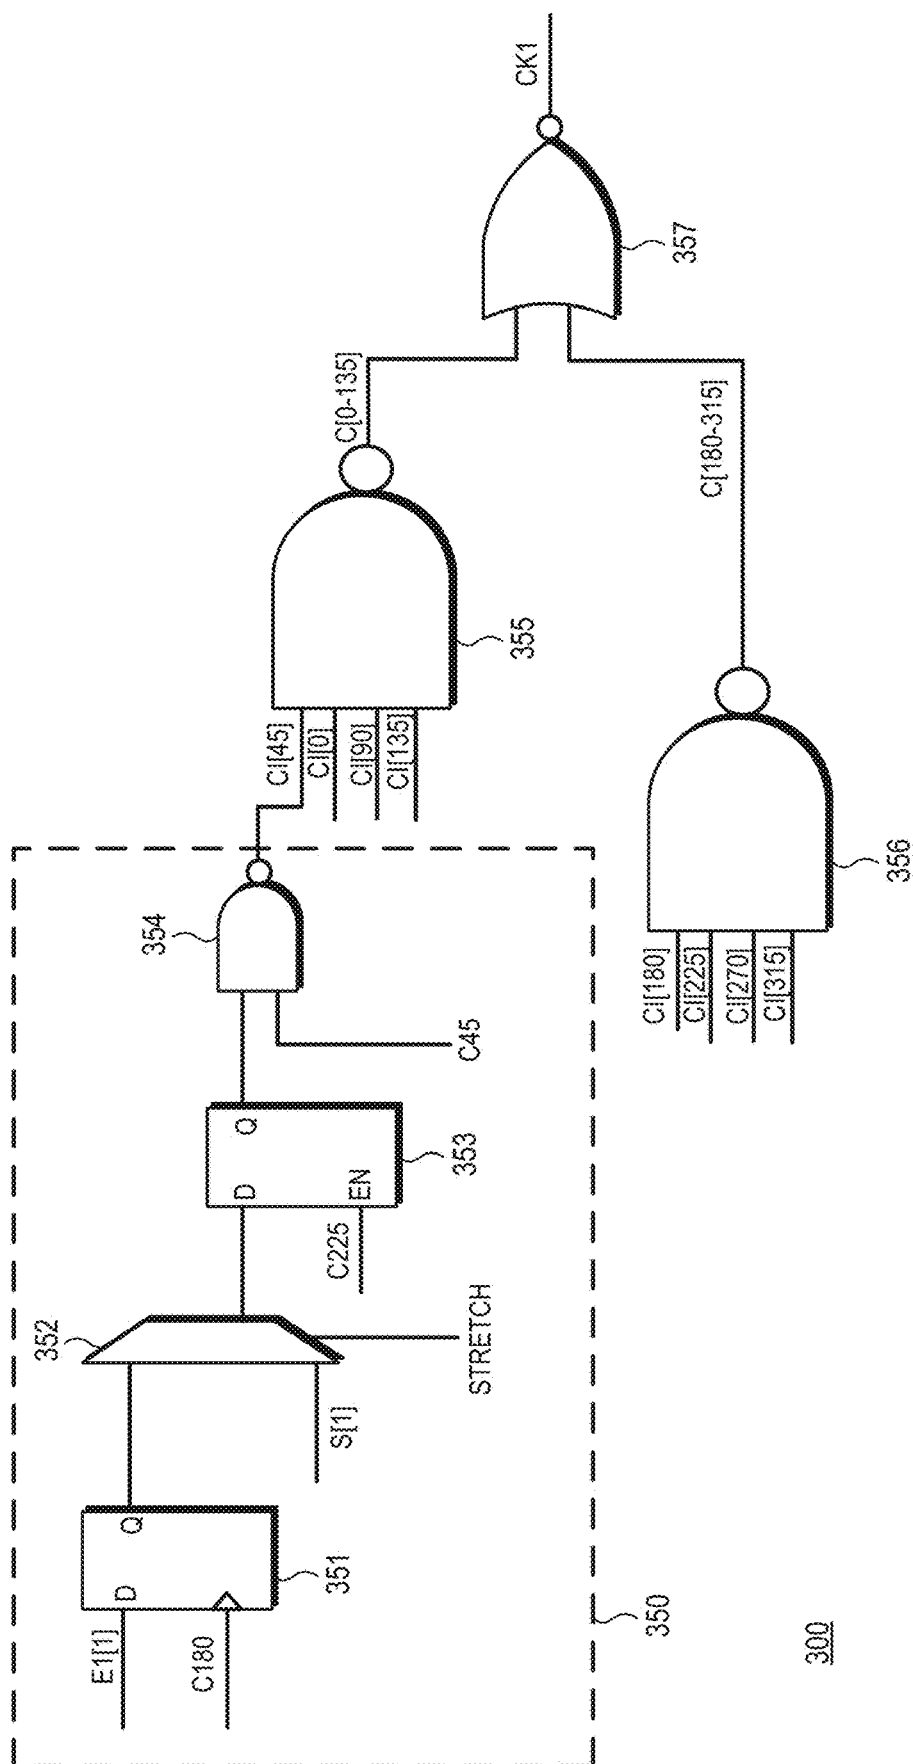 E1[1]
D
Q
C180
351
352
S[1]
STRETCH
D
Q
C225
EN
353
354
C45
350
CI[45]
CI[0]
CI[90]
CI[135]
355
C[0-135]
CI[180]
CI[225]
CI[270]
CI[315]
356
C[180-315]
357
CK1
300